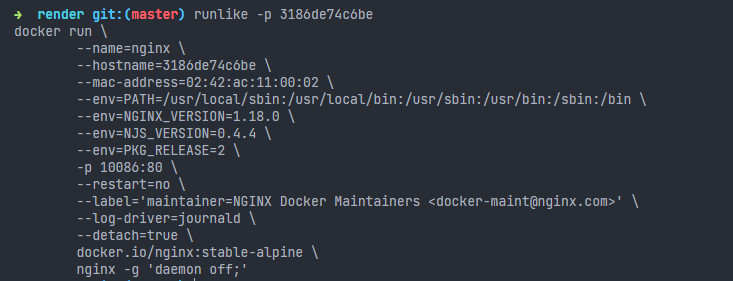 ➜ render git:(master) runlike -p 3186de74c6be
docker run \
--name=nginx \
--hostname=3186de74c6be \
--mac-address=02:42:ac:11:00:02 \
--env=PATH=/usr/local/sbin:/usr/local/bin:/usr/sbin:/usr/bin:/sbin:/bin \
--env=NGINX_VERSION=1.18.0 \
--env=NJS_VERSION=0.4.4 \
--env=PKG_RELEASE=2 \
-p 10086:80 \
--restart=no \
--label='maintainer=NGINX Docker Maintainers <docker-maint@nginx.com>' \
--log-driver=journald \
--detach=true \
docker.io/nginx:stable-alpine \
nginx -g 'daemon off;'